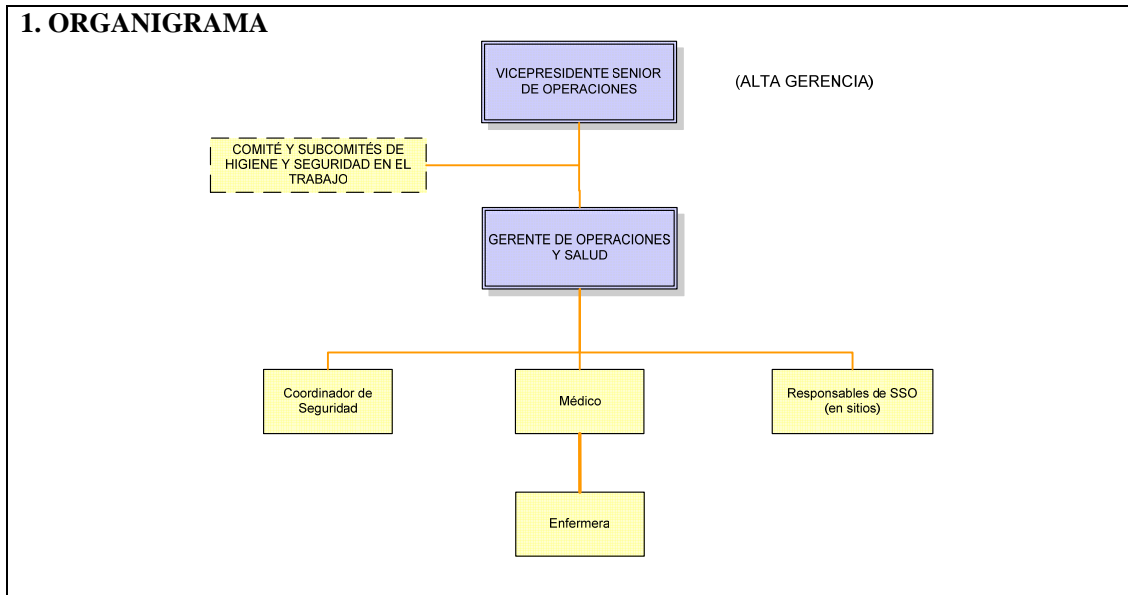 1. ORGANIGRAMA
VICEPRESIDENTE SENIOR
DE OPERACIONES
(ALTA GERENCIA)
COMITÉ Y SUBCOMITÉS DE
HIGIENE Y SEGURIDAD EN EL
TRABAJO
GERENTE DE OPERACIONES
Y SALUD
Coordinador de
Seguridad
Médico
Responsables de SSO
(en sitios)
Enfermera